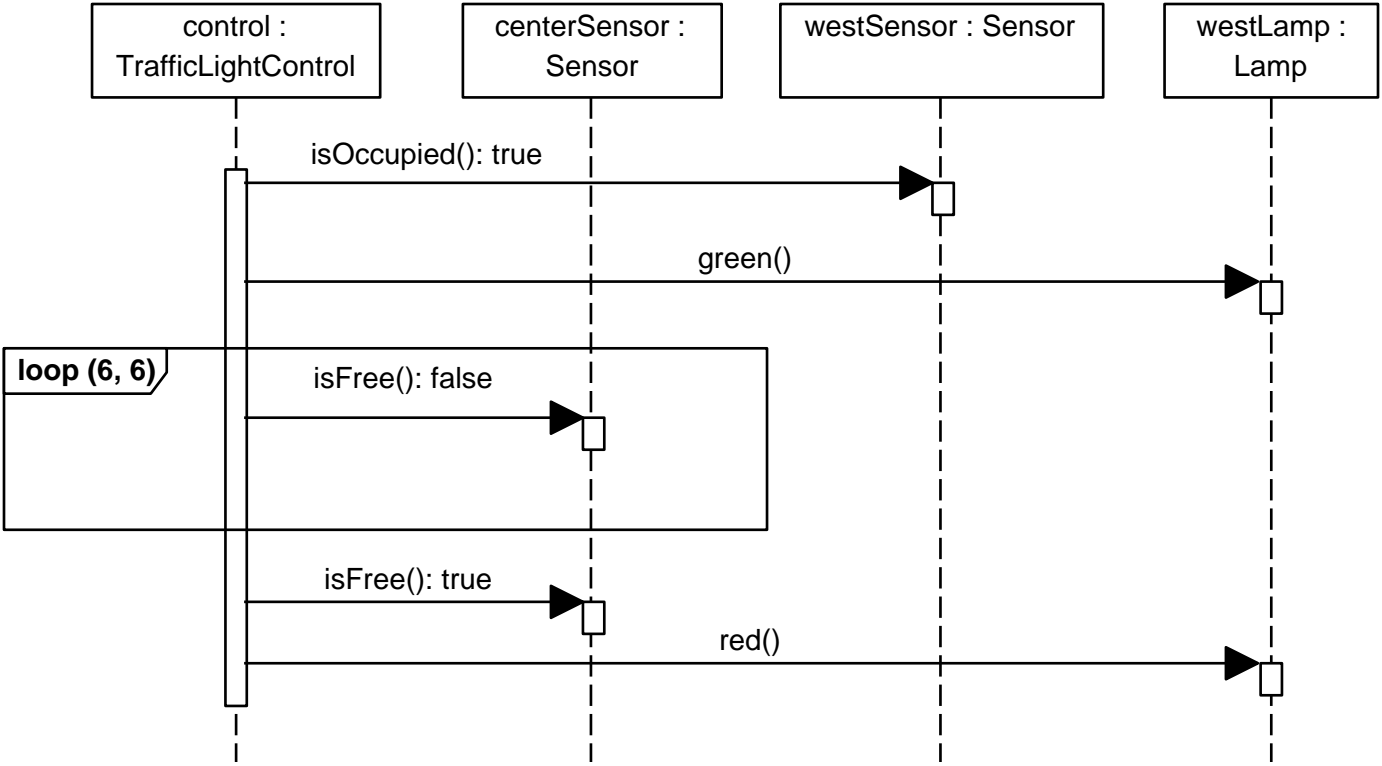 control :
TrafficLightControl
centerSensor :
Sensor
westSensor : Sensor
westLamp :
Lamp
isOccupied(): true
green()
loop (6, 6)
isFree(): false
isFree(): true
red()